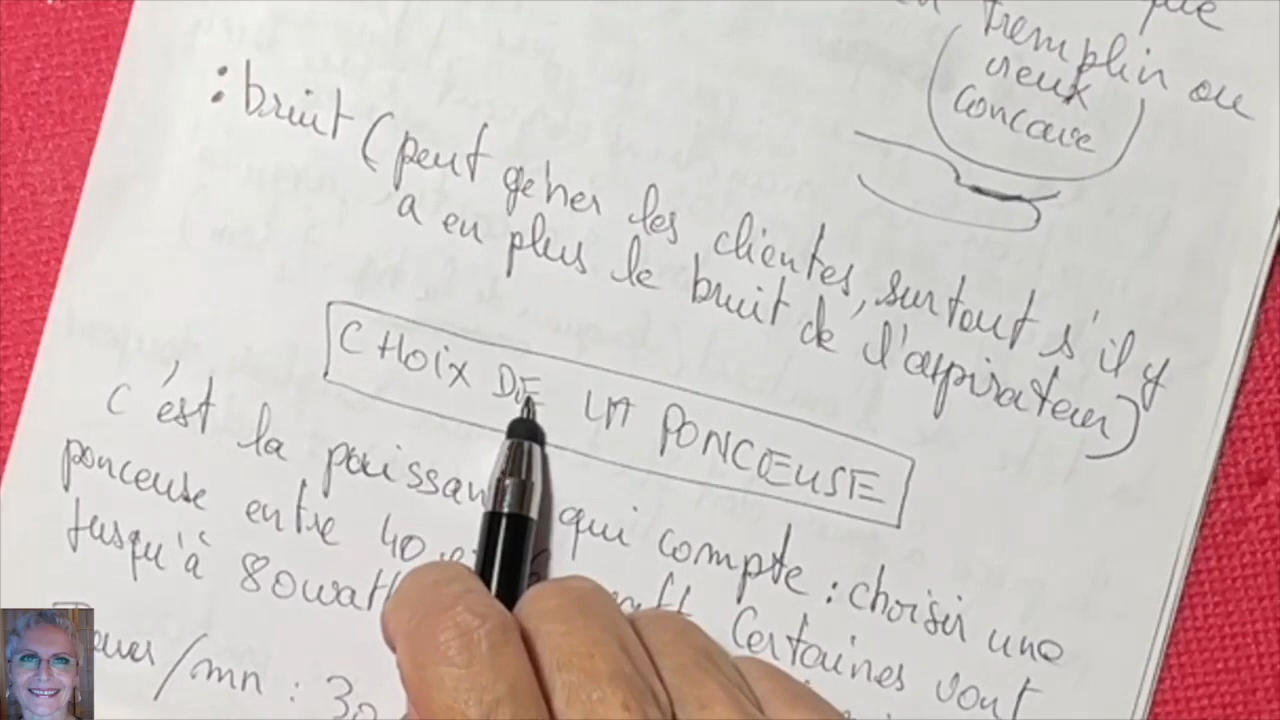 tremplin ou
creux
concave
: bruit (peut gêner les clientes, surtout s'il y
a en plus le bruit de l'aspirateur)
CHOIX DE LA PONCEUSE
c'est la puissan qui compte : choisir une
ponceuse entre 40 Certaines vont
jusqu'à 80watt
/mn : 30